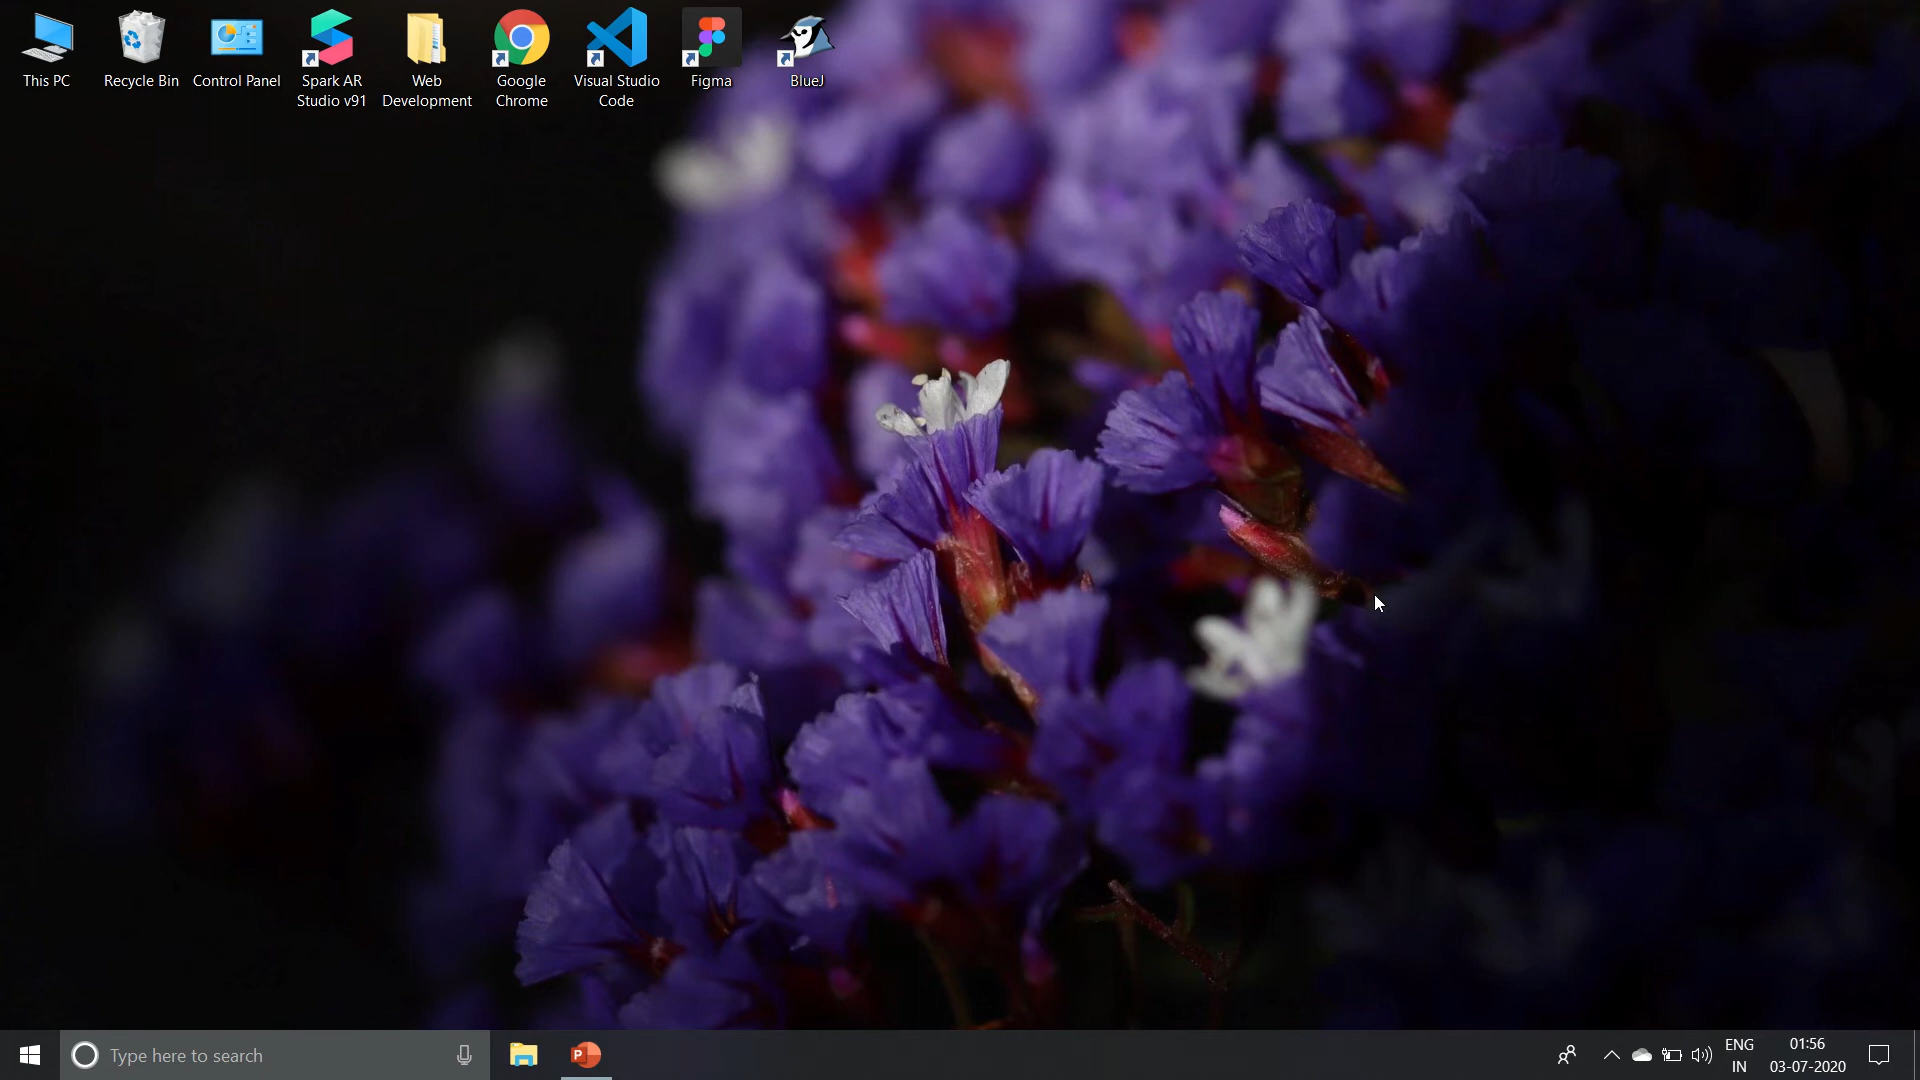 This PC
Recycle Bin
Control Panel
Spark AR
Studio v91
Web
Development
Google
Chrome
Visual Studio
Code
Figma
BlueJ
Type here to search
P
ENG
IN
01:56
03-07-2020